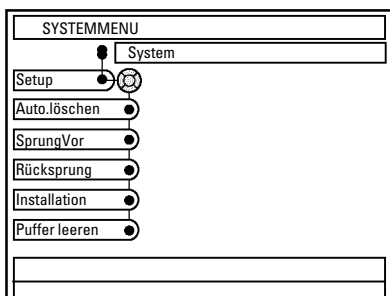 SYSTEMMENU
System
Setup
Auto.löschen
SprungVor
Rücksprung
Installation
Puffer leeren